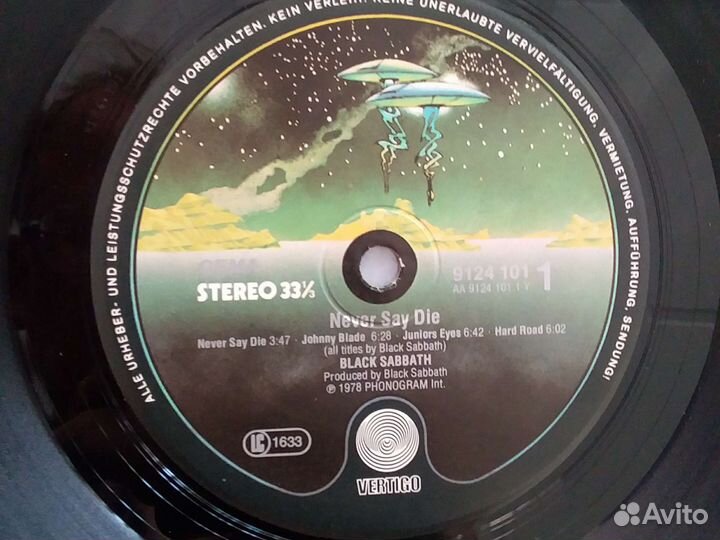 ALLE URHEBER- UND LEISTUNGSSCHUTZRECHTE VORBEHALTEN. KEIN VERLEIH. KEINE UNERLAUBTE VERVIELFÄLTIGUNG, VERMIETUNG, AUFFÜHRUNG, SENDUNG!
GEMA
STEREO 33⅓
9124 101 1
AA 9124 101 1 Y
Never Say Die
Never Say Die 3:47 · Johnny Blade 6:28 · Juniors Eyes 6:42 · Hard Road 6:02
(all titles by Black Sabbath)
BLACK SABBATH
Produced by Black Sabbath
℗ 1978 PHONOGRAM Int.
LC 1633
VERTIGO
Avito